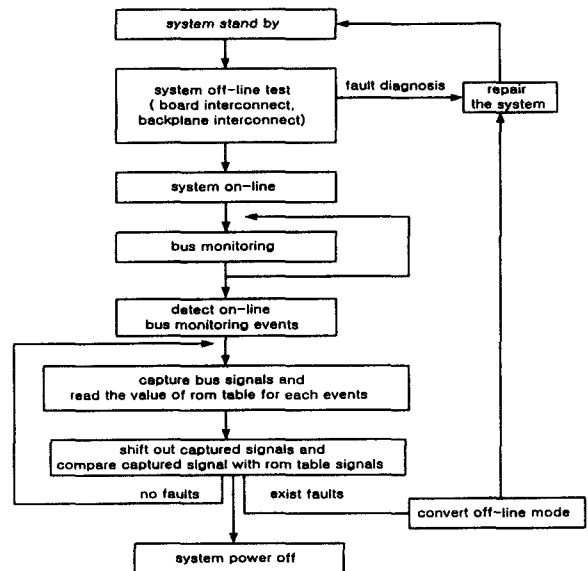 system stand by
system off-line test
( board interconnect,
backplane interconnect)
fault diagnosis
repair
the system
system on-line
bus monitoring
detect on-line
bus monitoring events
capture bus signals and
read the value of rom table for each events
shift out captured signals and
compare captured signal with rom table signals
no faults
exist faults
convert off-line mode
system power off